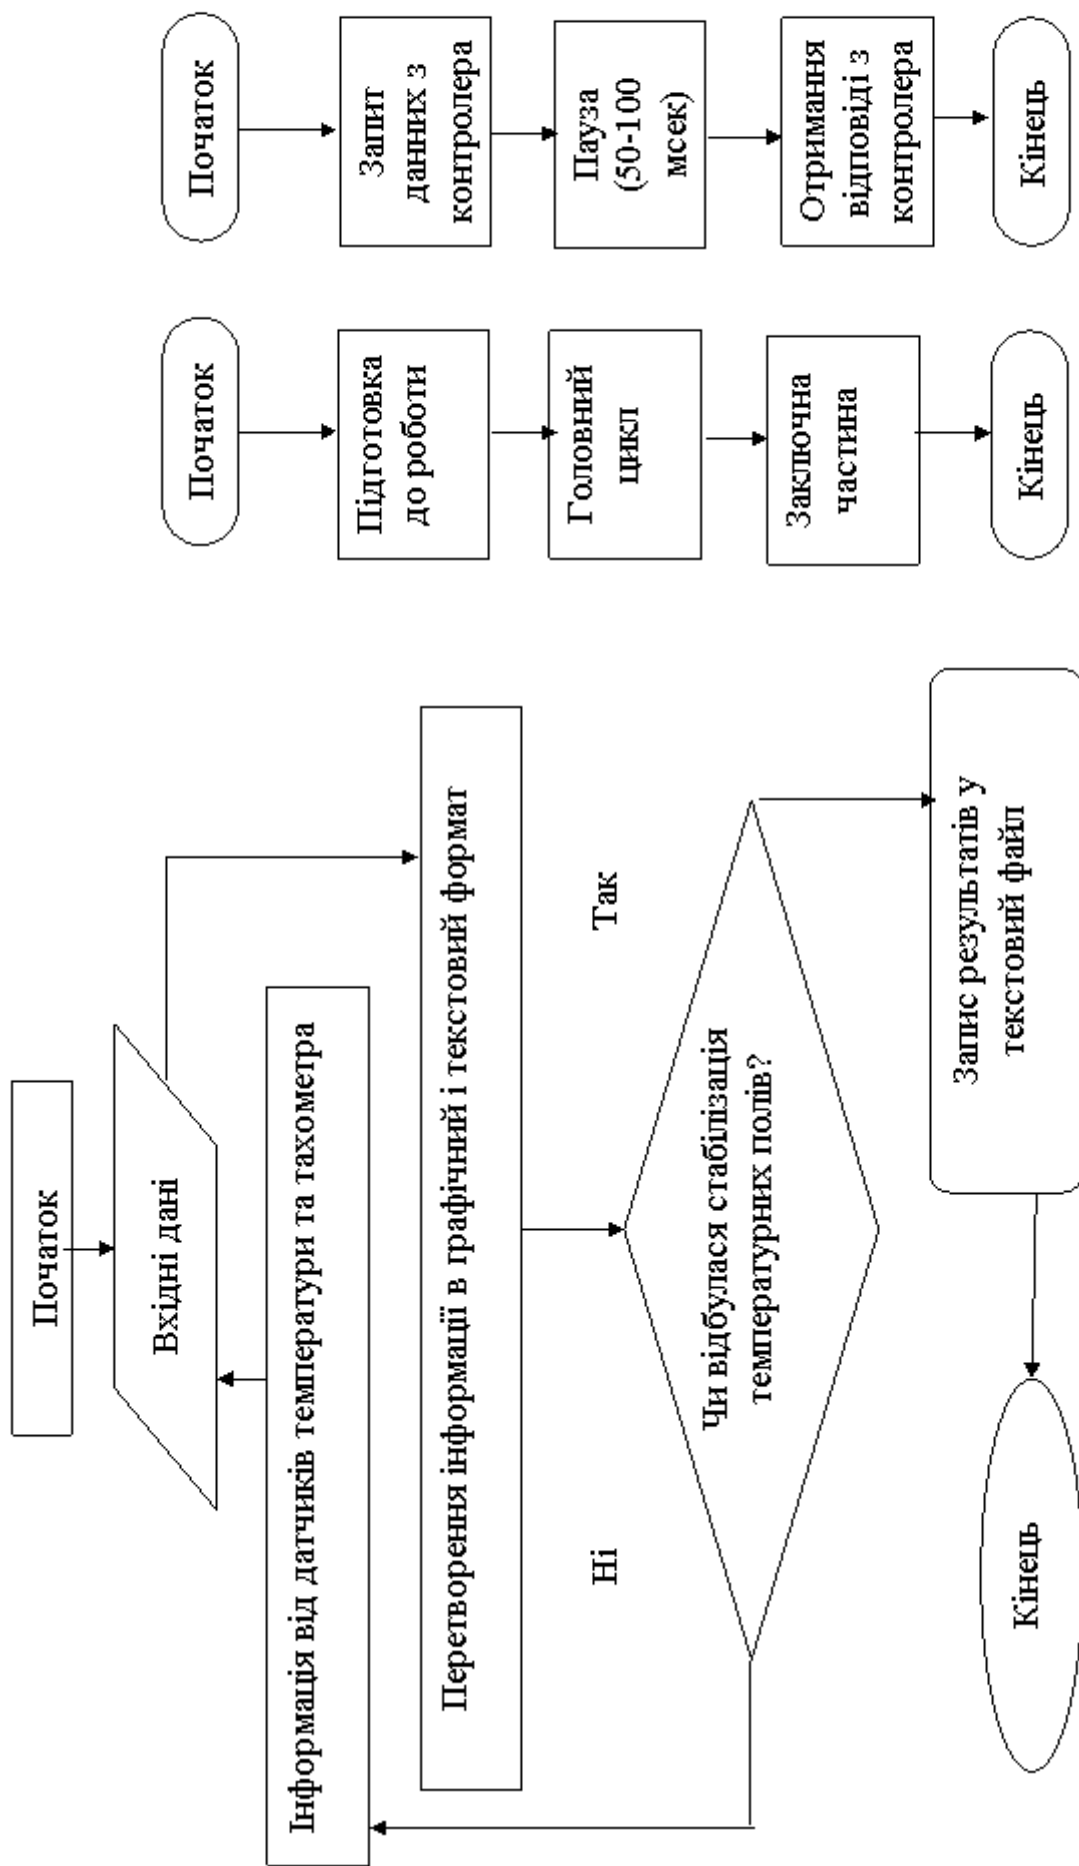 Початок
Вхідні дані
Інформація від датчиків температури та тахометра
Перетворення інформації в графічний і текстовий формат
Ні
Так
Чи відбулася стабілізація
температурних полів?
Запис результатів у
текстовий файл
Кінець
Початок
Підготовка
до роботи
Головний
цикл
Заключна
частина
Кінець
Початок
Запит
данних з
контролера
Пауза
(50-100
мсек)
Отримання
відповіді з
контролера
Кінець